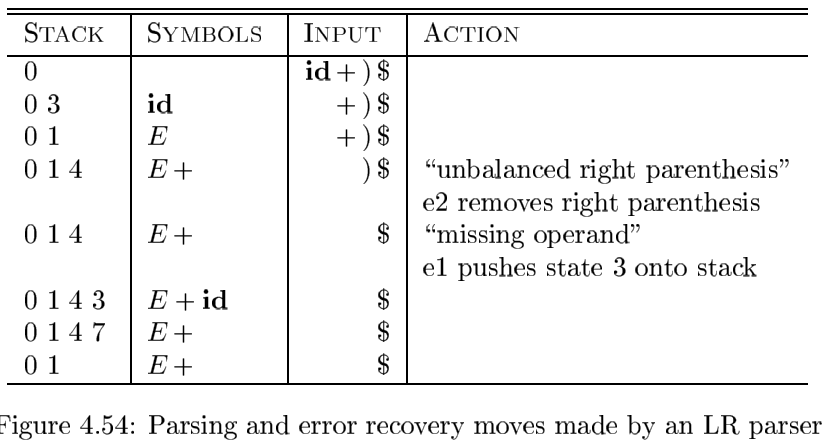 STACK SYMBOLS INPUT ACTION
0 id + ) $
0 3 id + ) $
0 1 E + ) $
0 1 4 E + ) $ “unbalanced right parenthesis”
e2 removes right parenthesis
0 1 4 E + $ “missing operand”
e1 pushes state 3 onto stack
0 1 4 3 E + id $
0 1 4 7 E + $
0 1 E + $
Figure 4.54: Parsing and error recovery moves made by an LR parser